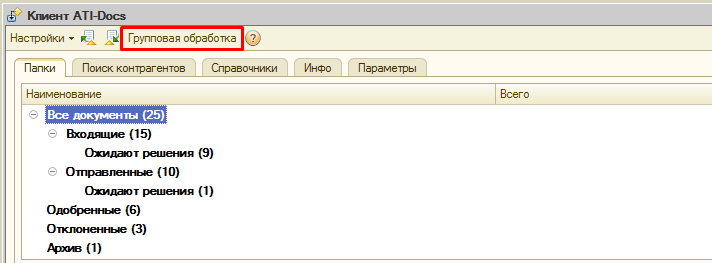 Клиент ATI-Docs
Настройки Групповая обработка ?
Папки Поиск контрагентов Справочники Инфо Параметры
Наименование Всего
Все документы (25)
Входящие (15)
Ожидают решения (9)
Отправленные (10)
Ожидают решения (1)
Одобренные (6)
Отклоненные (3)
Архив (1)